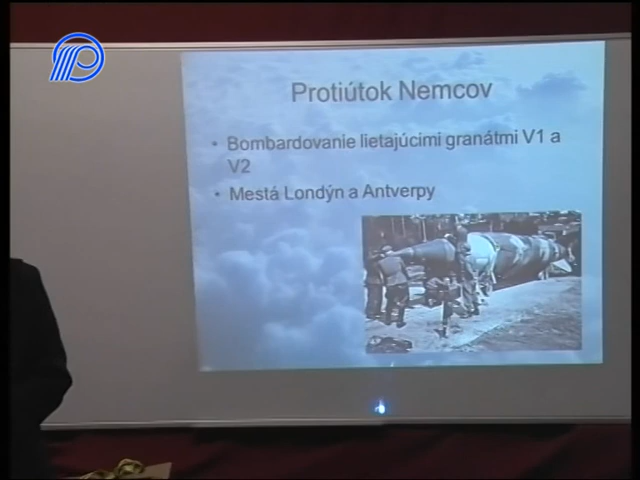 Protiútok Nemcov
• Bombardovanie lietajúcimi granátmi V1 a
V2
• Mestá Londýn a Antverpy